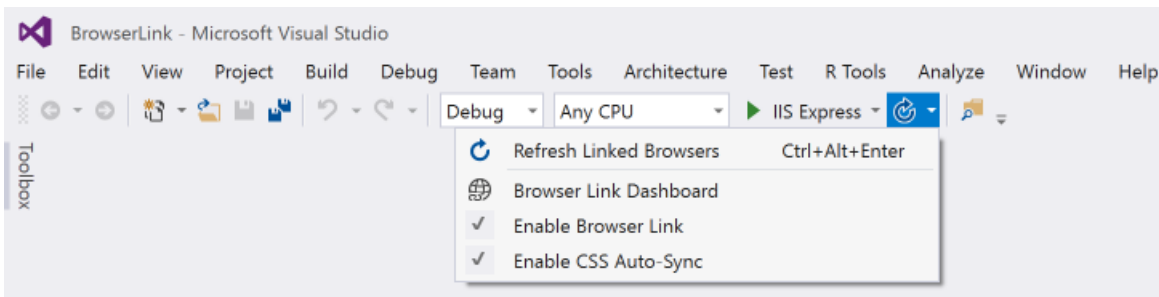 BrowserLink - Microsoft Visual Studio
File Edit View Project Build Debug Team Tools Architecture Test R Tools Analyze Window Help
Debug Any CPU IIS Express
Toolbox
Refresh Linked Browsers Ctrl+Alt+Enter
Browser Link Dashboard
Enable Browser Link
Enable CSS Auto-Sync